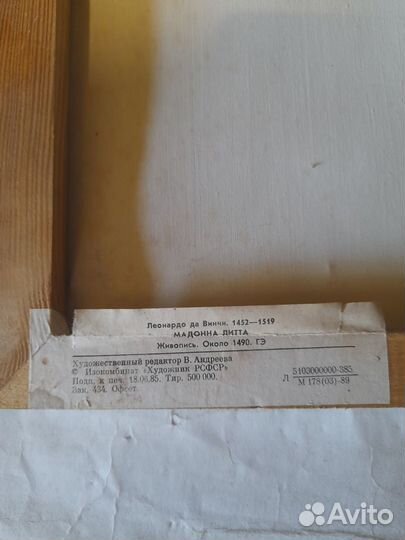 Леонардо да Винчи. 1452—1519
МАДОННА ЛИТТА
Живопись. Около 1490. ГЭ
Художественный редактор В. Андреева
© Изокомбинат «Художник РСФСР»
Подп. к печ. 18.06.85. Тир. 500 000.
Зак. 434. Офсет.
Л 5103000000-385
М 178(03)-89
Avito